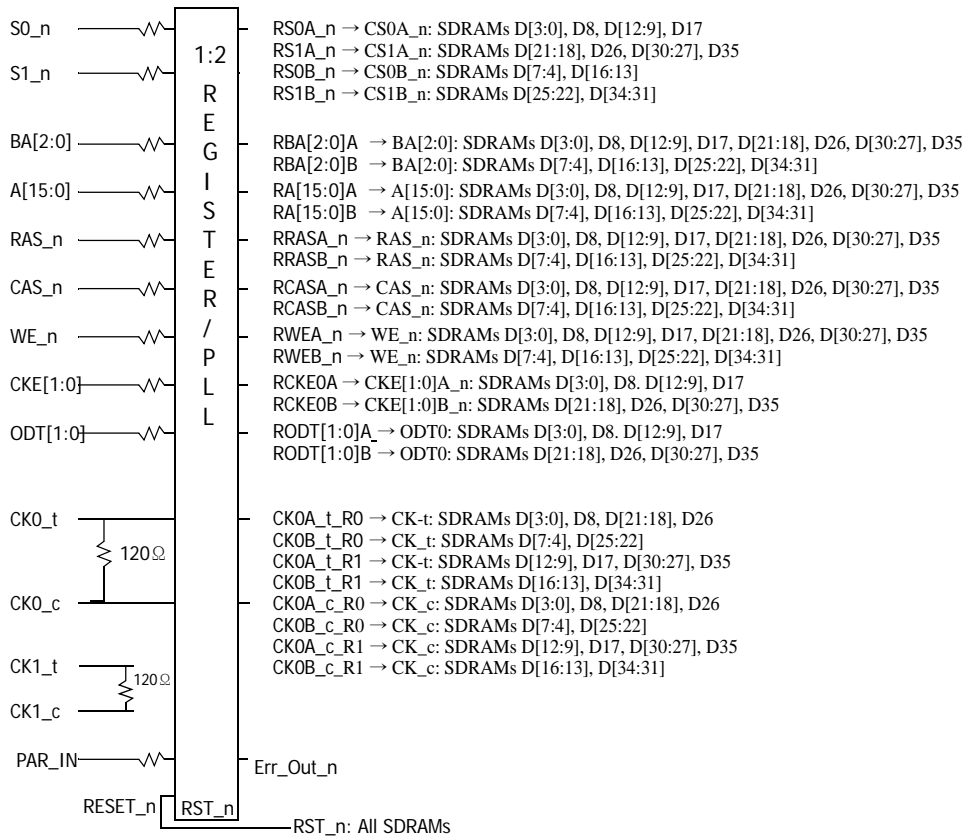 S0_n
RS0A_n → CS0A_n: SDRAMs D[3:0], D8, D[12:9], D17
RS1A_n → CS1A_n: SDRAMs D[21:18], D26, D[30:27], D35
S1_n
RS0B_n → CS0B_n: SDRAMs D[7:4], D[16:13]
RS1B_n → CS1B_n: SDRAMs D[25:22], D[34:31]
1:2
REGISTER/PLL
BA[2:0]
RBA[2:0]A → BA[2:0]: SDRAMs D[3:0], D8, D[12:9], D17, D[21:18], D26, D[30:27], D35
RBA[2:0]B → BA[2:0]: SDRAMs D[7:4], D[16:13], D[25:22], D[34:31]
A[15:0]
RA[15:0]A → A[15:0]: SDRAMs D[3:0], D8, D[12:9], D17, D[21:18], D26, D[30:27], D35
RA[15:0]B → A[15:0]: SDRAMs D[7:4], D[16:13], D[25:22], D[34:31]
RAS_n
RRASA_n → RAS_n: SDRAMs D[3:0], D8, D[12:9], D17, D[21:18], D26, D[30:27], D35
RRASB_n → RAS_n: SDRAMs D[7:4], D[16:13], D[25:22], D[34:31]
CAS_n
RCASA_n → CAS_n: SDRAMs D[3:0], D8, D[12:9], D17, D[21:18], D26, D[30:27], D35
RCASB_n → CAS_n: SDRAMs D[7:4], D[16:13], D[25:22], D[34:31]
WE_n
RWEA_n → WE_n: SDRAMs D[3:0], D8, D[12:9], D17, D[21:18], D26, D[30:27], D35
RWEB_n → WE_n: SDRAMs D[7:4], D[16:13], D[25:22], D[34:31]
CKE[1:0]
RCKE0A → CKE[1:0]A_n: SDRAMs D[3:0], D8. D[12:9], D17
RCKE0B → CKE[1:0]B_n: SDRAMs D[21:18], D26, D[30:27], D35
ODT[1:0]
RODT[1:0]A_→ ODT0: SDRAMs D[3:0], D8. D[12:9], D17
RODT[1:0]B → ODT0: SDRAMs D[21:18], D26, D[30:27], D35
CK0_t
CK0A_t_R0 → CK-t: SDRAMs D[3:0], D8, D[21:18], D26
CK0B_t_R0 → CK_t: SDRAMs D[7:4], D[25:22]
120Ω
CK0A_t_R1 → CK-t: SDRAMs D[12:9], D17, D[30:27], D35
CK0B_t_R1 → CK_t: SDRAMs D[16:13], D[34:31]
CK0_c
CK0A_c_R0 → CK_c: SDRAMs D[3:0], D8, D[21:18], D26
CK0B_c_R0 → CK_c: SDRAMs D[7:4], D[25:22]
CK0A_c_R1 → CK_c: SDRAMs D[12:9], D17, D[30:27], D35
CK0B_c_R1 → CK_c: SDRAMs D[16:13], D[34:31]
CK1_t
120Ω
CK1_c
PAR_IN
Err_Out_n
RESET_n
RST_n
RST_n: All SDRAMs